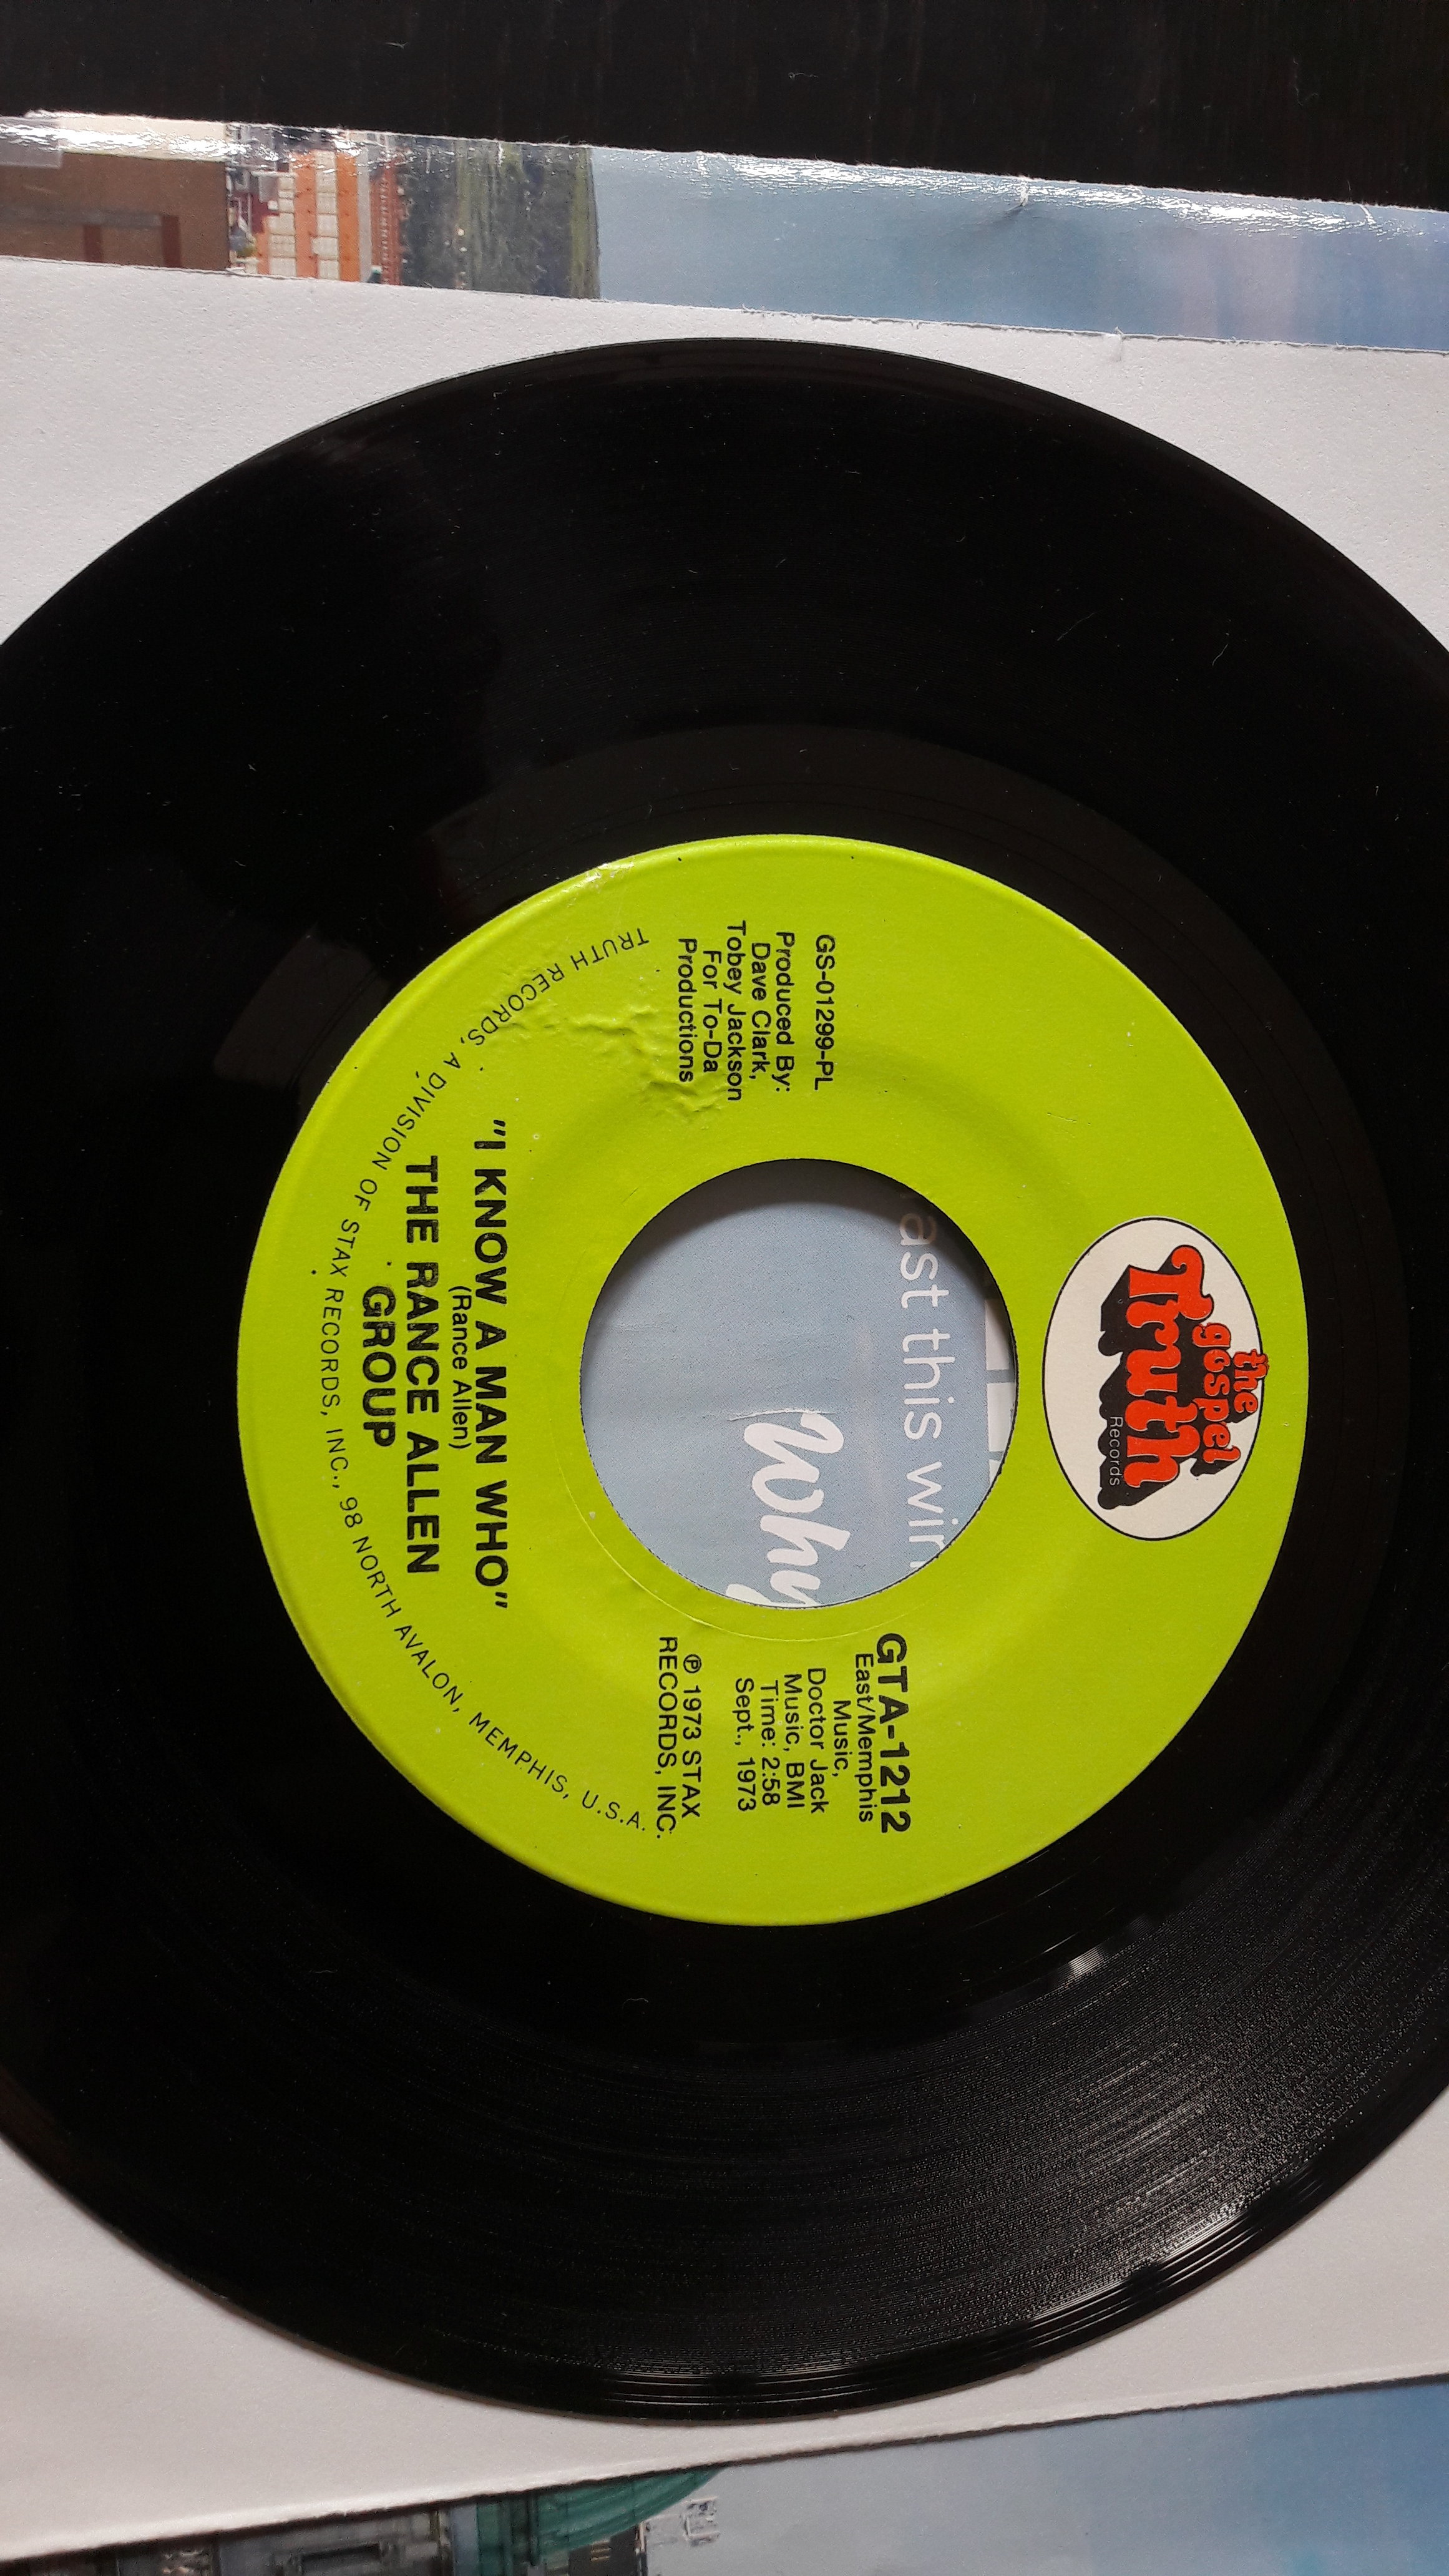 the
gospel
Truth
Records
GS-01299-PL
Produced By:
Dave Clark,
Tobey Jackson
For To-Da
Productions
GTA-1212
East/Memphis
Music,
Doctor Jack
Music, BMI
Time: 2:58
Sept., 1973
℗ 1973 STAX
RECORDS, INC.
"I KNOW A MAN WHO"
(Rance Allen)
THE RANCE ALLEN
GROUP
TRUTH RECORDS, A DIVISION OF STAX RECORDS, INC., 98 NORTH AVALON, MEMPHIS, U.S.A.
this
Why